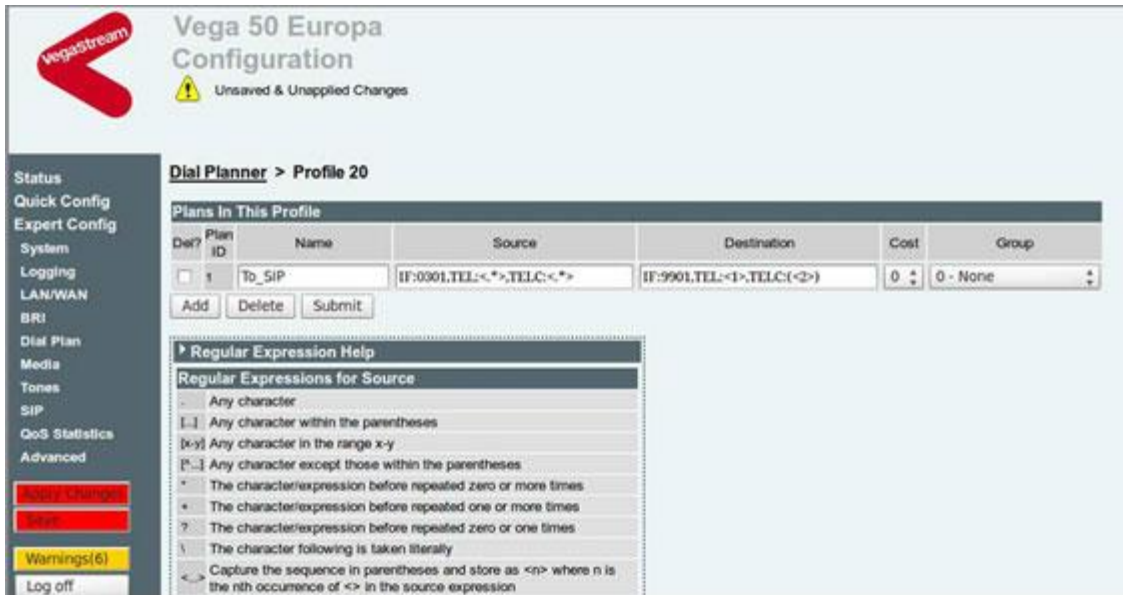 VegaStream
Vega 50 Europa
Configuration
Unsaved & Unapplied Changes
Dial Planner > Profile 20
Status
Quick Config
Expert Config
System
Logging
LAN/WAN
BRI
Dial Plan
Media
Tones
SIP
QoS Statistics
Advanced
Apply Changes
Save
Warnings(6)
Log off
Plans In This Profile
Del? Plan ID Name Source Destination Cost Group
1 To_SIP IF:0301,TEL:<.*>,TELC:<.*> IF:9901,TEL:<1>,TELC:(<2>) 0 0 - None
Add Delete Submit
Regular Expression Help
Regular Expressions for Source
. Any character
[...] Any character within the parentheses
[x-y] Any character in the range x-y
[^...] Any character except those within the parentheses
* The character/expression before repeated zero or more times
+ The character/expression before repeated one or more times
? The character/expression before repeated zero or one times
\ The character following is taken literally
<...> Capture the sequence in parentheses and store as <n> where n is
the nth occurrence of <> in the source expression